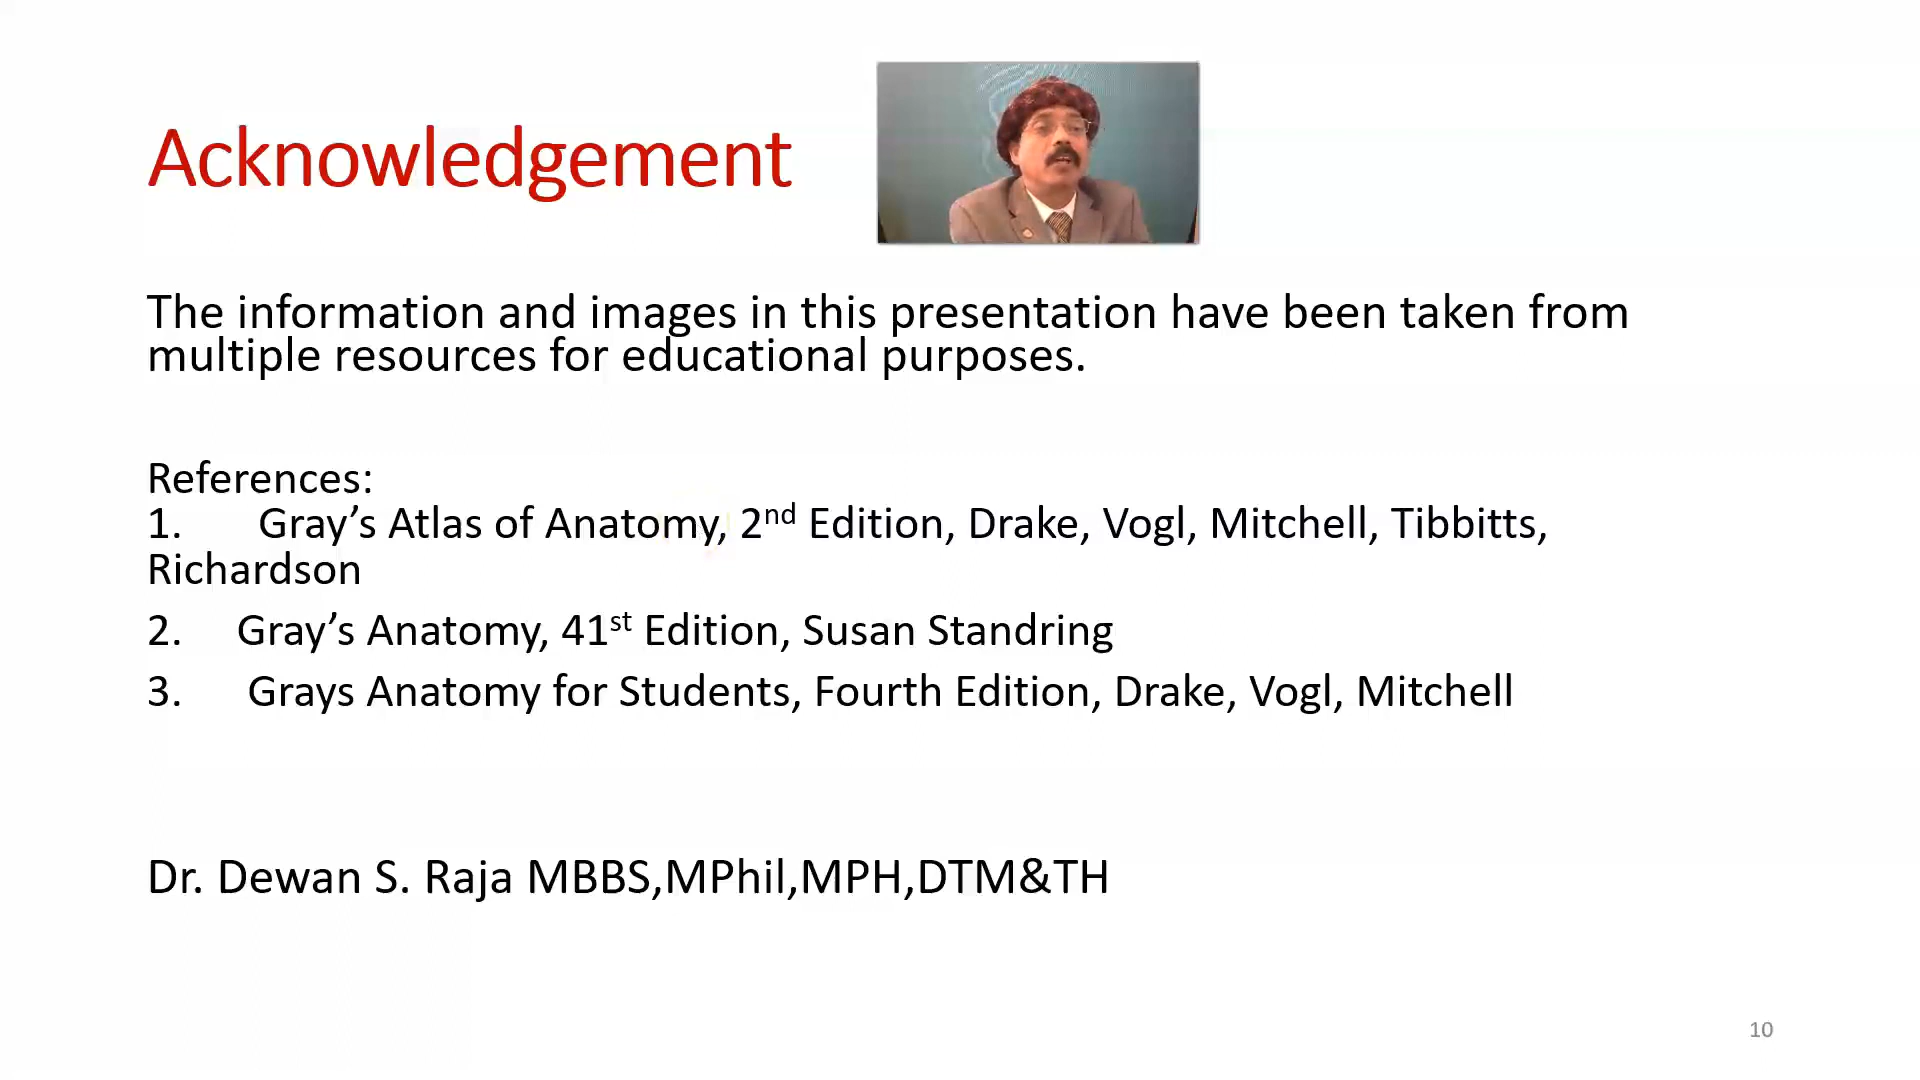 Acknowledgement
The information and images in this presentation have been taken from
multiple resources for educational purposes.
References:
1. Gray’s Atlas of Anatomy, 2nd Edition, Drake, Vogl, Mitchell, Tibbitts,
Richardson
2. Gray’s Anatomy, 41st Edition, Susan Standring
3. Grays Anatomy for Students, Fourth Edition, Drake, Vogl, Mitchell
Dr. Dewan S. Raja MBBS,MPhil,MPH,DTM&TH
10